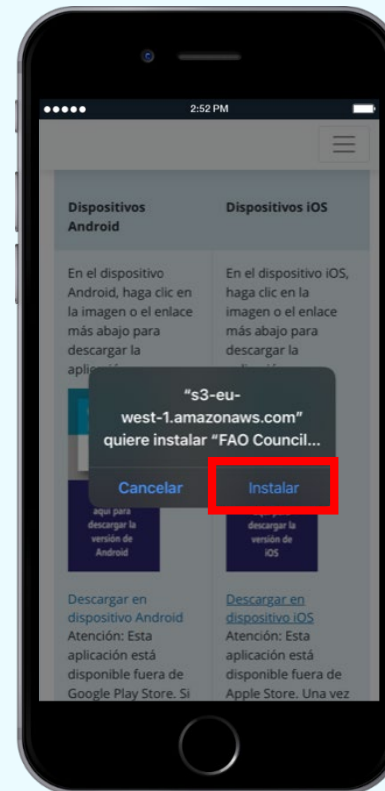 2:52 PM
Dispositivos
Android
Dispositivos iOS
En el dispositivo
Android, haga clic en
la imagen o el enlace
más abajo para
descargar la
En el dispositivo iOS,
haga clic en la
imagen o el enlace
más abajo para
descargar la
"s3-eu-
west-1.amazonaws.com"
quiere instalar "FAO Council...
Cancelar
Instalar
aquí para
descargar la
versión de
Android
descargar la
versión de
iOS
Descargar en
dispositivo Android
Atención: Esta
aplicación está
disponible fuera de
Google Play Store. Si
Descargar en
dispositivo iOS
Atención: Esta
aplicación está
disponible fuera de
Apple Store. Una vez